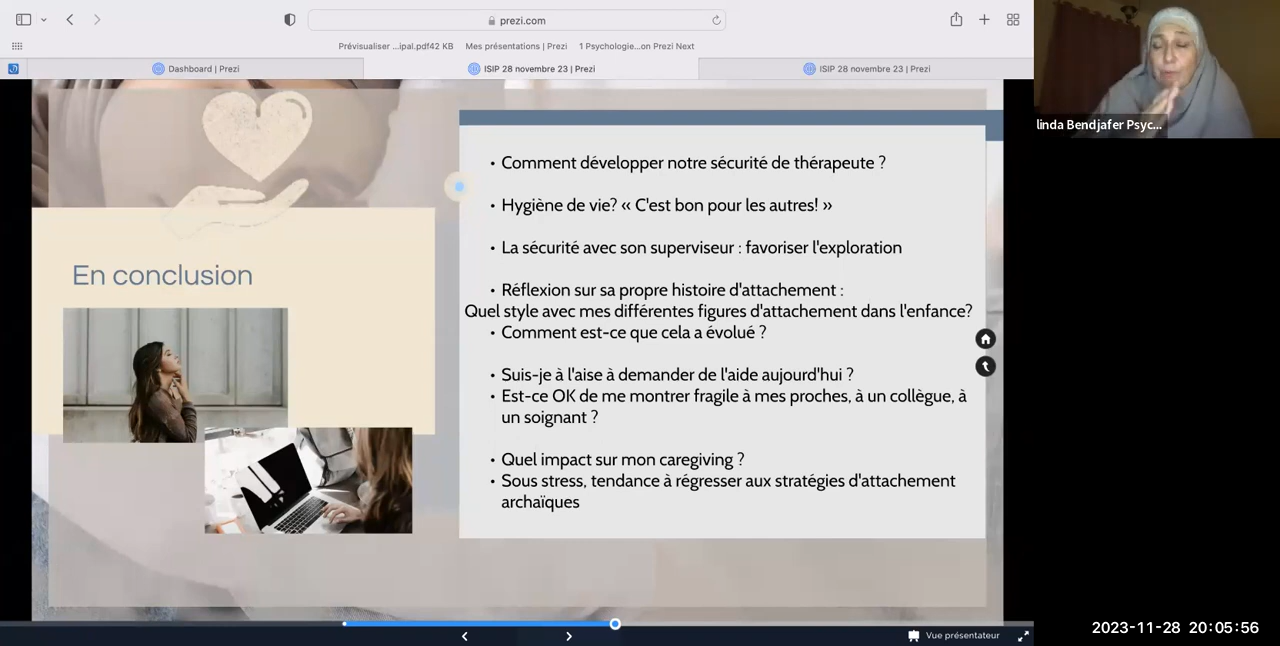 prezi.com
Prévisualiser ...ipal.pdf42 KB
Mes présentations | Prezi
1 Psychologie...on Prezi Next
Dashboard | Prezi
ISIP 28 novembre 23 | Prezi
ISIP 28 novembre 23 | Prezi
linda Bendjafer Psyc...
En conclusion
• Comment développer notre sécurité de thérapeute ?
• Hygiène de vie? « C'est bon pour les autres! »
• La sécurité avec son superviseur : favoriser l'exploration
• Réflexion sur sa propre histoire d'attachement :
Quel style avec mes différentes figures d'attachement dans l'enfance?
• Comment est-ce que cela a évolué ?
• Suis-je à l'aise à demander de l'aide aujourd'hui ?
• Est-ce OK de me montrer fragile à mes proches, à un collègue, à
un soignant ?
• Quel impact sur mon caregiving ?
• Sous stress, tendance à régresser aux stratégies d'attachement
archaïques
Vue présentateur
2023-11-28 20:05:56